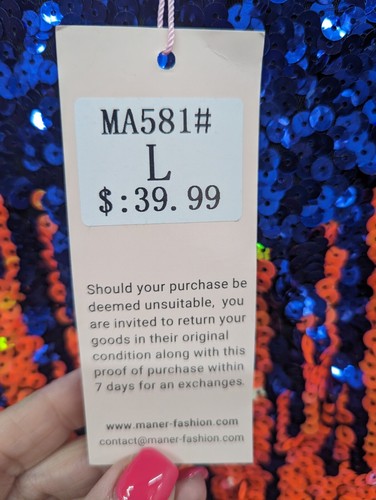 MA581#
L
$:39.99
Should your purchase be
deemed unsuitable, you
are invited to return your
goods in their original
condition along with this
proof of purchase within
7 days for an exchanges.
www.maner-fashion.com
contact@maner-fashion.com